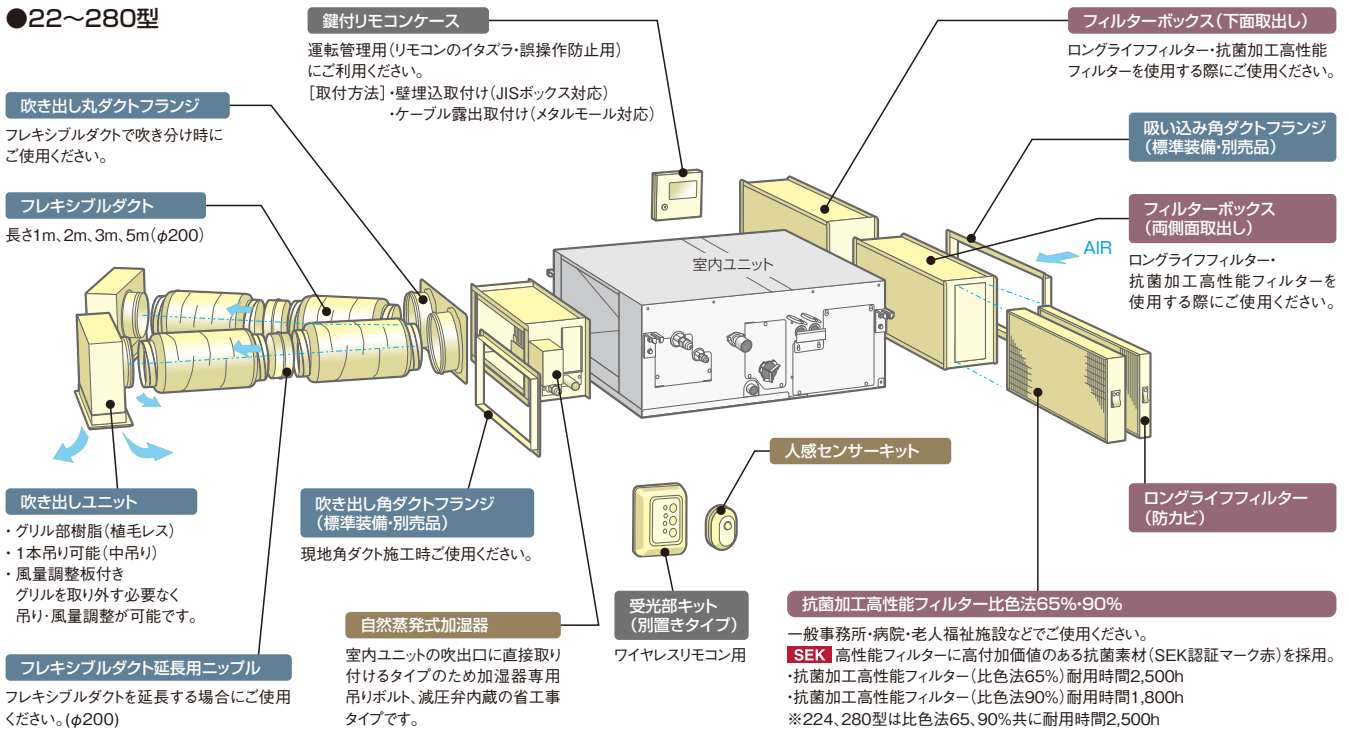 ●22～280型
鍵付リモコンケース
運転管理用(リモコンのイタズラ・誤操作防止用)
にご利用ください。
[取付方法]・壁埋込取付け(JISボックス対応)
・ケーブル露出取付け(メタルモール対応)
フィルターボックス(下面取出し)
ロングライフフィルター・抗菌加工高性能
フィルターを使用する際にご使用ください。
吹き出し丸ダクトフランジ
フレキシブルダクトで吹き分け時に
ご使用ください。
吸い込み角ダクトフランジ
(標準装備・別売品)
フレキシブルダクト
長さ1m、2m、3m、5m(φ200)
フィルターボックス
(両側面取出し)
ロングライフフィルター・
抗菌加工高性能フィルターを
使用する際にご使用ください。
AIR
室内ユニット
人感センサーキット
吹き出しユニット
・グリル部樹脂(植毛レス)
・1本吊り可能(中吊り)
・風量調整板付き
グリルを取り外す必要なく
吊り・風量調整が可能です。
吹き出し角ダクトフランジ
(標準装備・別売品)
現地角ダクト施工時ご使用ください。
ロングライフフィルター
(防カビ)
フレキシブルダクト延長用ニップル
フレキシブルダクトを延長する場合にご使用
ください。(φ200)
自然蒸発式加湿器
室内ユニットの吹出口に直接取り
付けるタイプのため加湿器専用
吊りボルト、減圧弁内蔵の省工事
タイプです。
受光部キット
(別置きタイプ)
ワイヤレスリモコン用
抗菌加工高性能フィルター比色法65%・90%
一般事務所・病院・老人福祉施設などでご使用ください。
SEK 高性能フィルターに高付加価値のある抗菌素材(SEK認証マーク赤)を採用。
・抗菌加工高性能フィルター(比色法65%)耐用時間2,500h
・抗菌加工高性能フィルター(比色法90%)耐用時間1,800h
※224、280型は比色法65、90%共に耐用時間2,500h